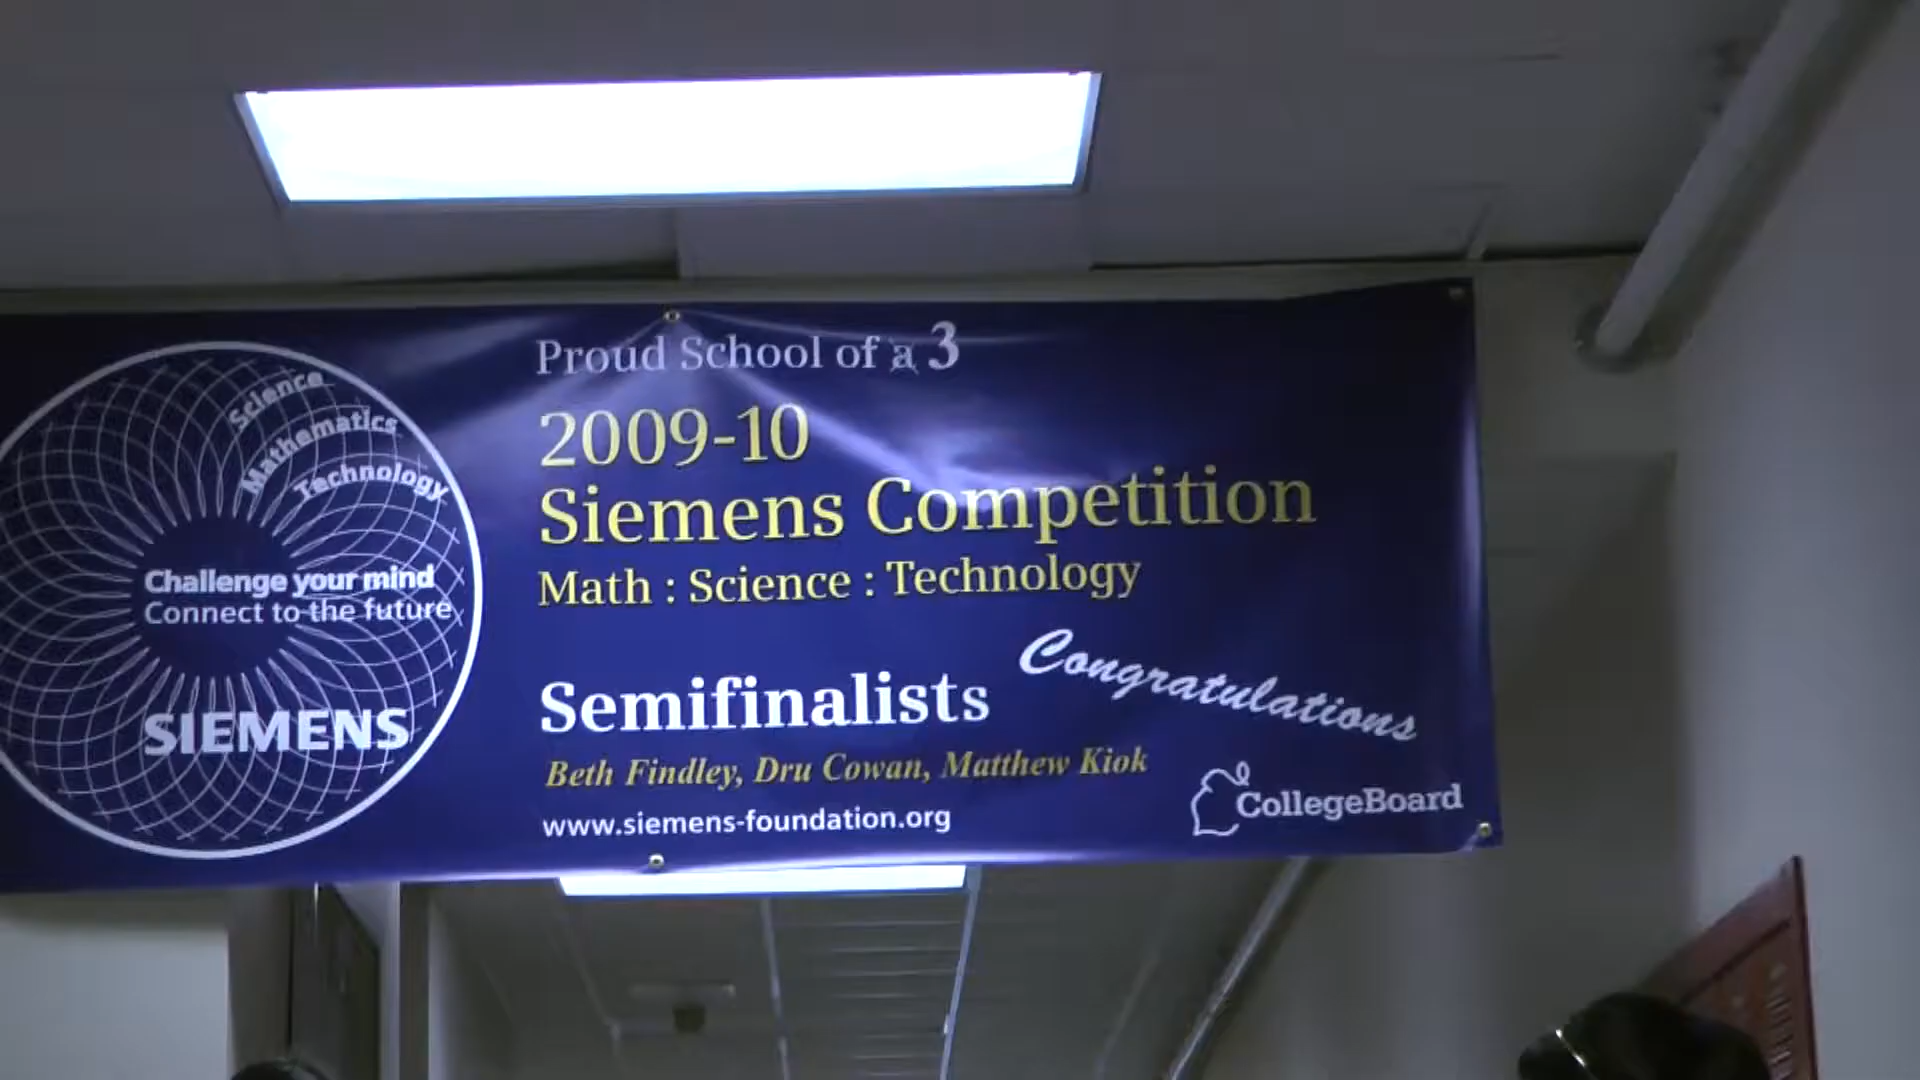 Science
Mathematics
Technology
Challenge your mind
Connect to the future
SIEMENS
Proud School of a 3
2009-10
Siemens Competition
Math : Science : Technology
Semifinalists
Congratulations
Beth Findley, Dru Cowan, Matthew Kiok
www.siemens-foundation.org
CollegeBoard